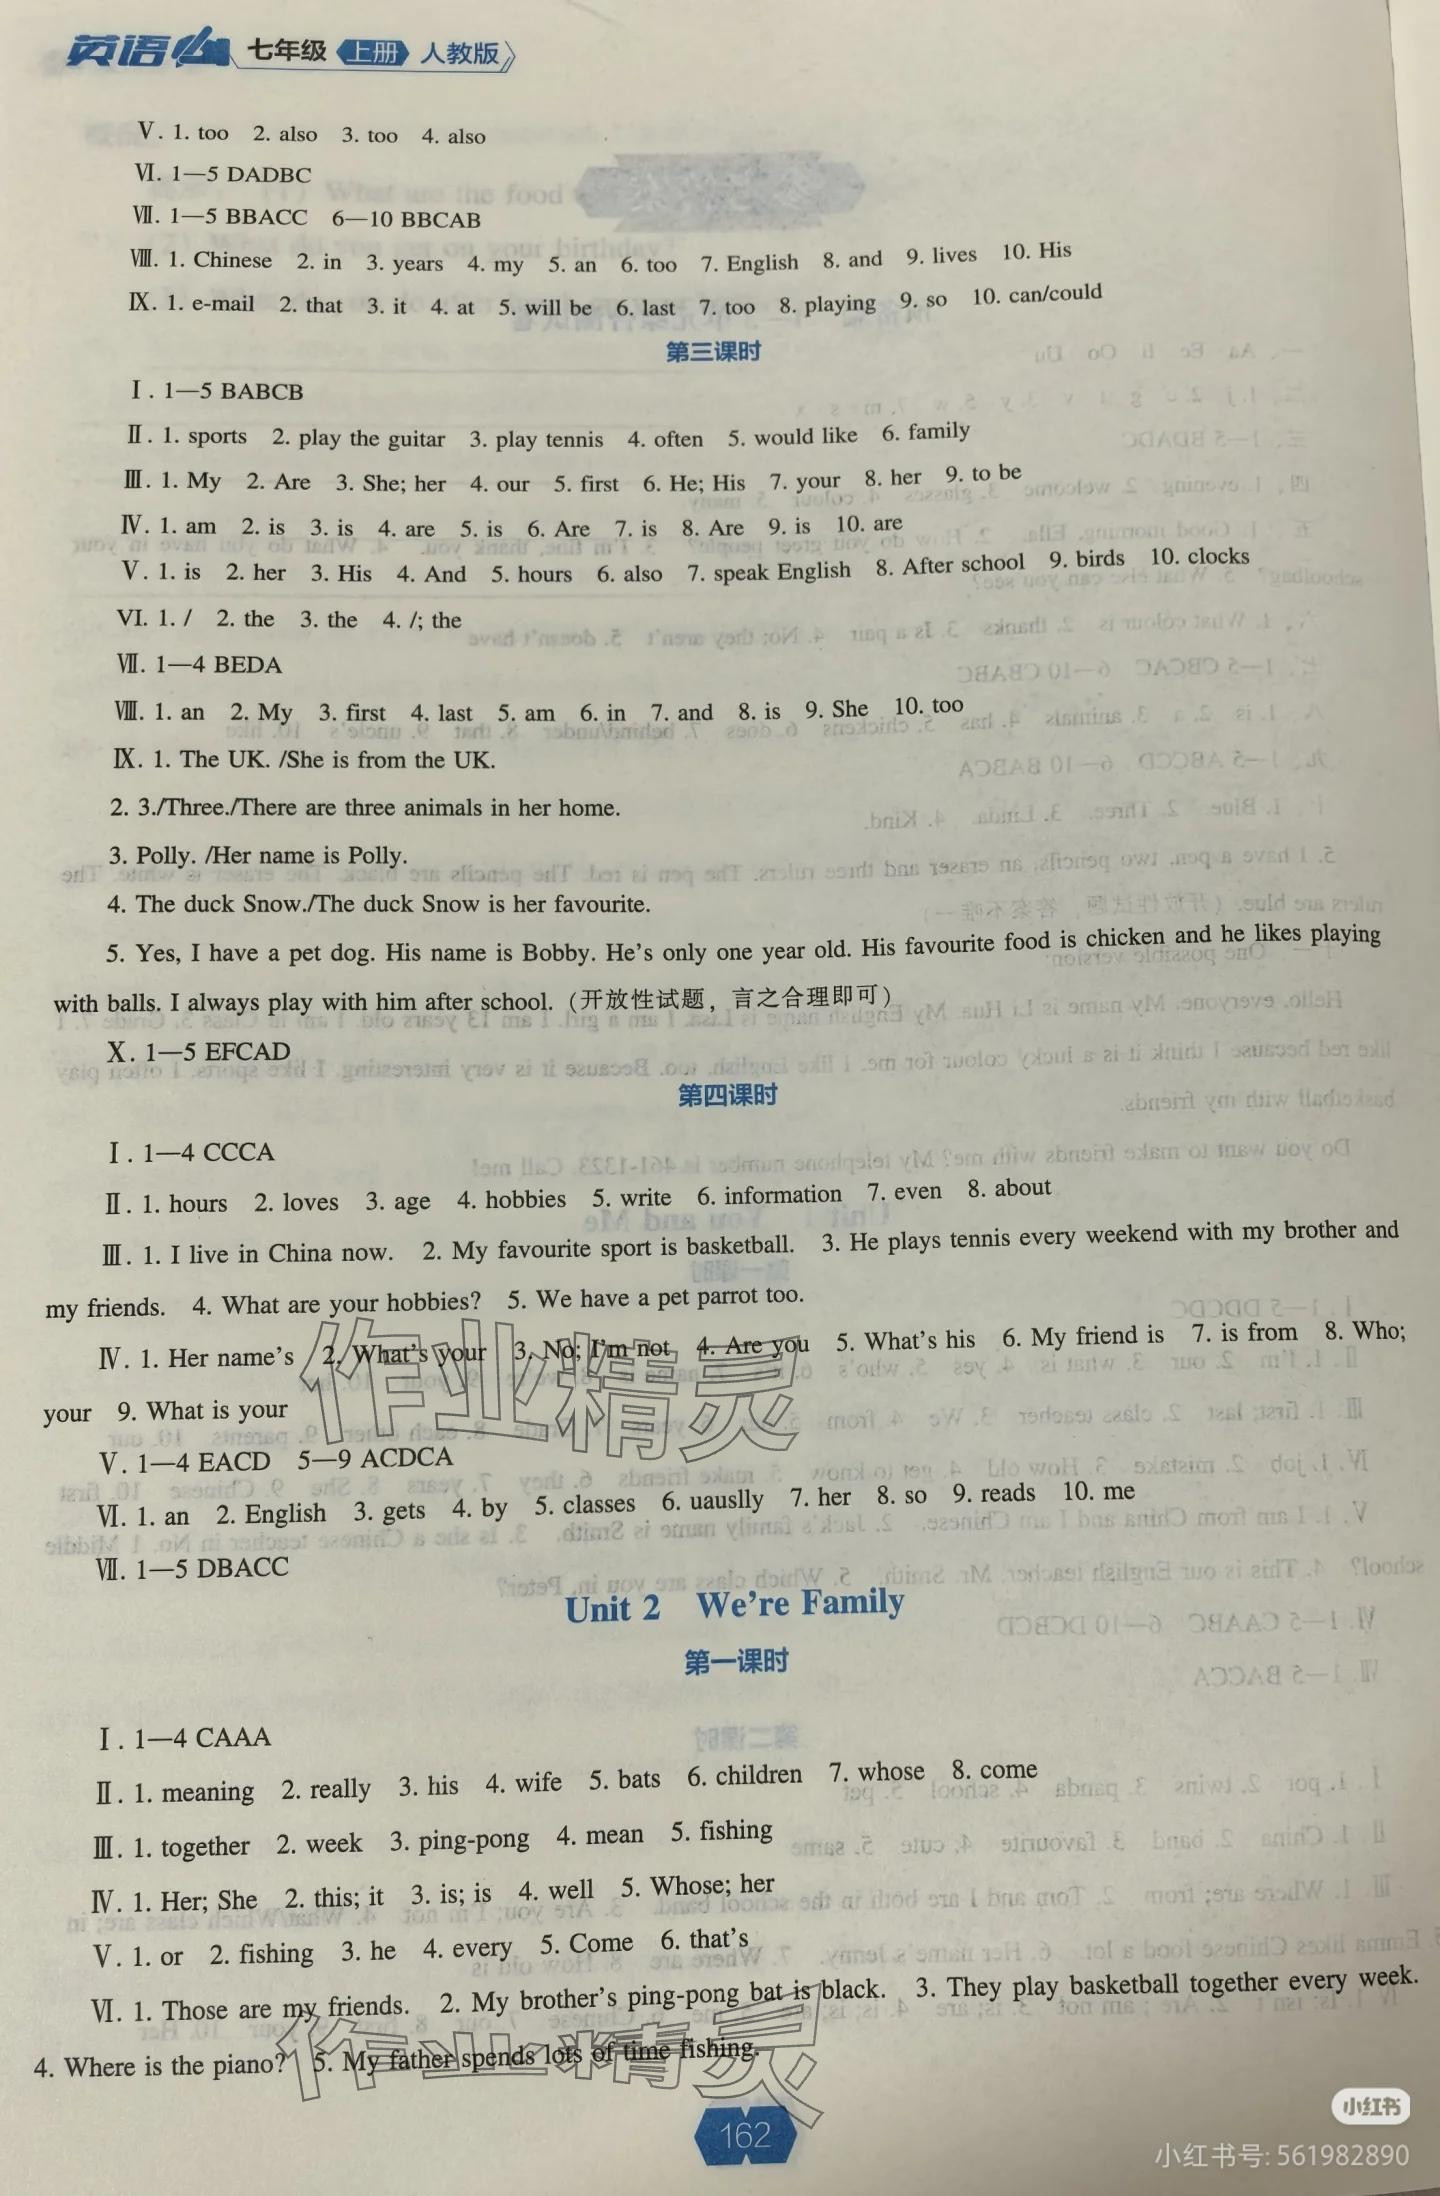 英语 七年级 上册 人教版
Ⅴ. 1. too 2. also 3. too 4. also
Ⅵ. 1—5 DADBC
Ⅶ. 1—5 BBACC 6—10 BBCAB
Ⅷ. 1. Chinese 2. in 3. years 4. my 5. an 6. too 7. English 8. and 9. lives 10. His
Ⅸ. 1. e-mail 2. that 3. it 4. at 5. will be 6. last 7. too 8. playing 9. so 10. can/could
第三课时
Ⅰ. 1—5 BABCB
Ⅱ. 1. sports 2. play the guitar 3. play tennis 4. often 5. would like 6. family
Ⅲ. 1. My 2. Are 3. She; her 4. our 5. first 6. He; His 7. your 8. her 9. to be
Ⅳ. 1. am 2. is 3. is 4. are 5. is 6. Are 7. is 8. Are 9. is 10. are
Ⅴ. 1. is 2. her 3. His 4. And 5. hours 6. also 7. speak English 8. After school 9. birds 10. clocks
VI. 1. / 2. the 3. the 4. /; the
Ⅶ. 1—4 BEDA
Ⅷ. 1. an 2. My 3. first 4. last 5. am 6. in 7. and 8. is 9. She 10. too
Ⅸ. 1. The UK. /She is from the UK.
2. 3./Three./There are three animals in her home.
3. Polly. /Her name is Polly.
4. The duck Snow./The duck Snow is her favourite.
5. Yes, I have a pet dog. His name is Bobby. He's only one year old. His favourite food is chicken and he likes playing
with balls. I always play with him after school.（开放性试题，言之合理即可）
Ⅹ. 1—5 EFCAD
第四课时
Ⅰ. 1—4 CCCA
Ⅱ. 1. hours 2. loves 3. age 4. hobbies 5. write 6. information 7. even 8. about
Ⅲ. 1. I live in China now. 2. My favourite sport is basketball. 3. He plays tennis every weekend with my brother and
my friends. 4. What are your hobbies? 5. We have a pet parrot too.
Ⅳ. 1. Her name's 2. What's your 3. No; I'm not 4. Are you 5. What's his 6. My friend is 7. is from 8. Who;
your 9. What is your
作业精灵
Ⅴ. 1—4 EACD 5—9 ACDCA
Ⅵ. 1. an 2. English 3. gets 4. by 5. classes 6. uauslly 7. her 8. so 9. reads 10. me
Ⅶ. 1—5 DBACC
Unit 2 We're Family
第一课时
Ⅰ. 1—4 CAAA
Ⅱ. 1. meaning 2. really 3. his 4. wife 5. bats 6. children 7. whose 8. come
Ⅲ. 1. together 2. week 3. ping-pong 4. mean 5. fishing
Ⅳ. 1. Her; She 2. this; it 3. is; is 4. well 5. Whose; her
Ⅴ. 1. or 2. fishing 3. he 4. every 5. Come 6. that's
Ⅵ. 1. Those are my friends. 2. My brother's ping-pong bat is black. 3. They play basketball together every week.
4. Where is the piano? 5. My father spends lots of time fishing.
作业精灵
162
小红书
小红书号: 561982890